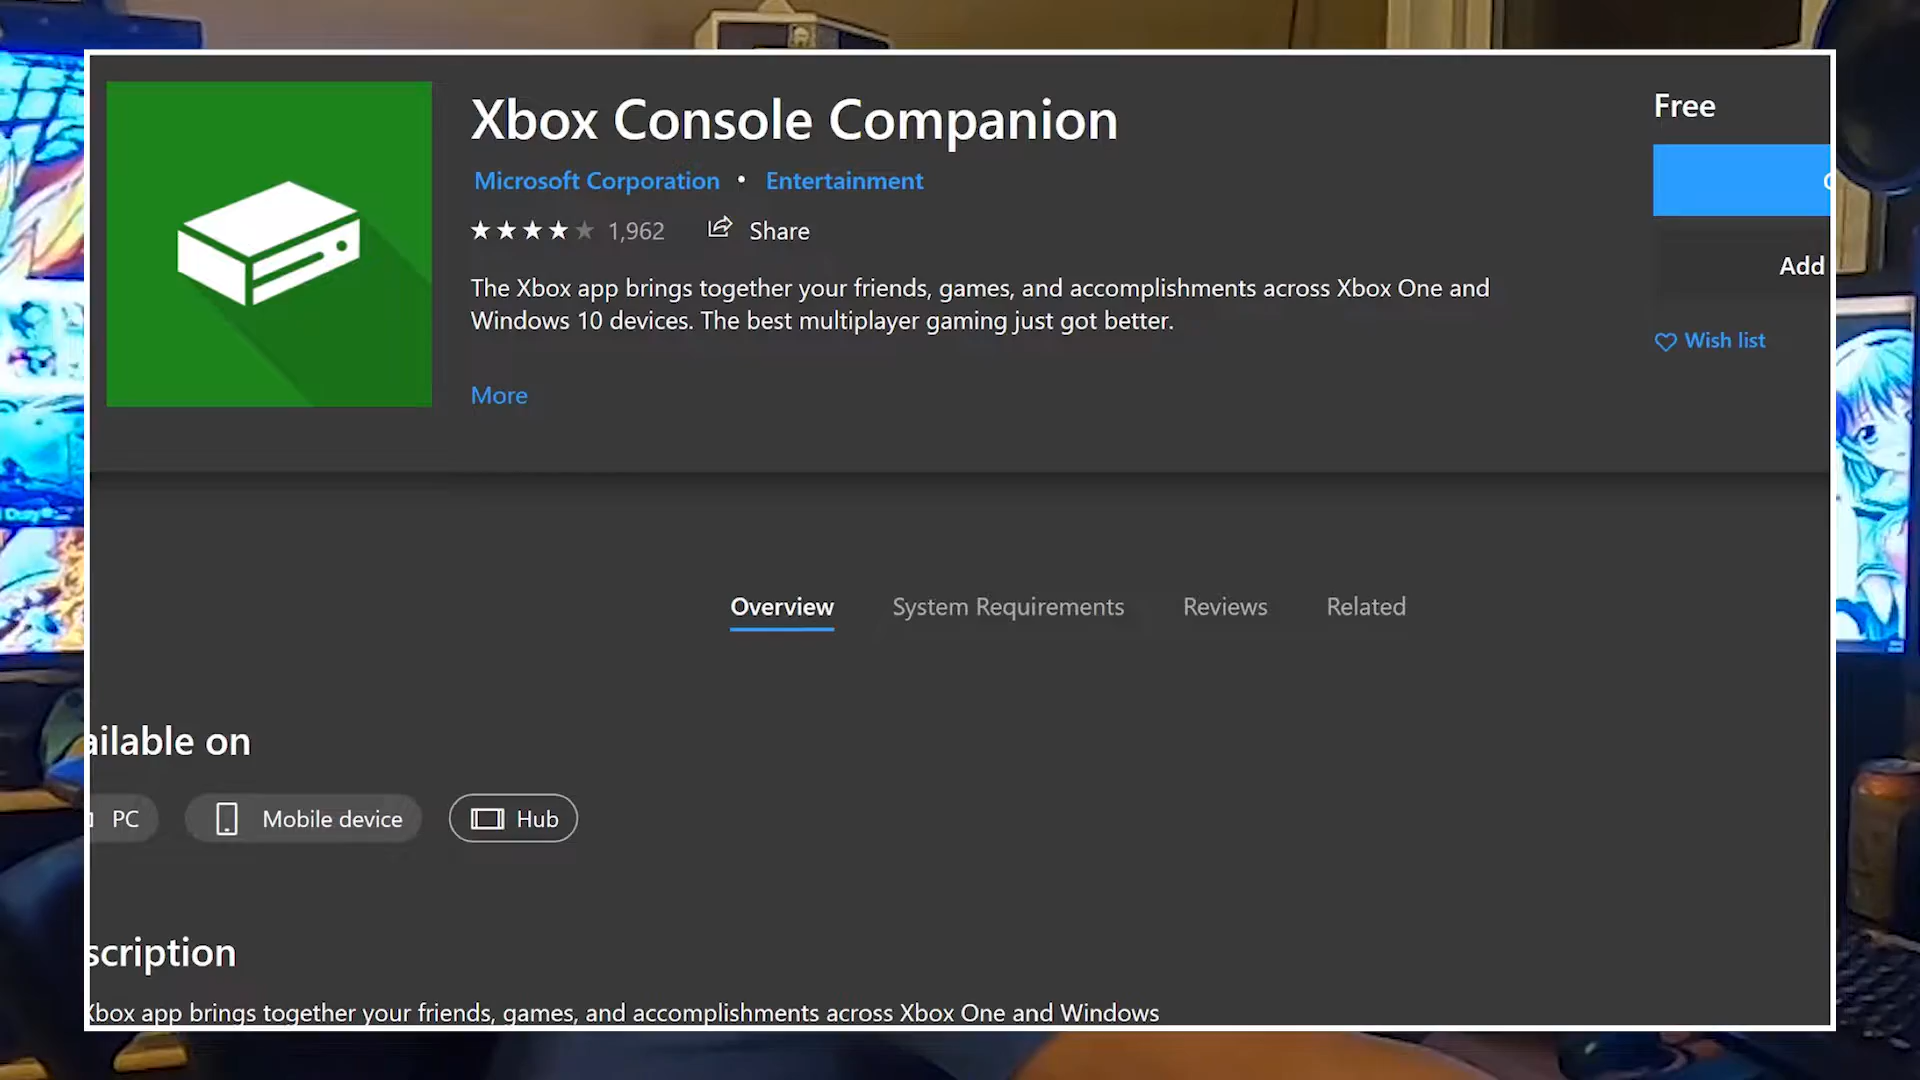 Xbox Console Companion
Microsoft Corporation • Entertainment
1,962 Share
The Xbox app brings together your friends, games, and accomplishments across Xbox One and
Windows 10 devices. The best multiplayer gaming just got better.
More
Free
Add
Wish list
Overview System Requirements Reviews Related
ailable on
PC Mobile device Hub
scription
Xbox app brings together your friends, games, and accomplishments across Xbox One and Windows